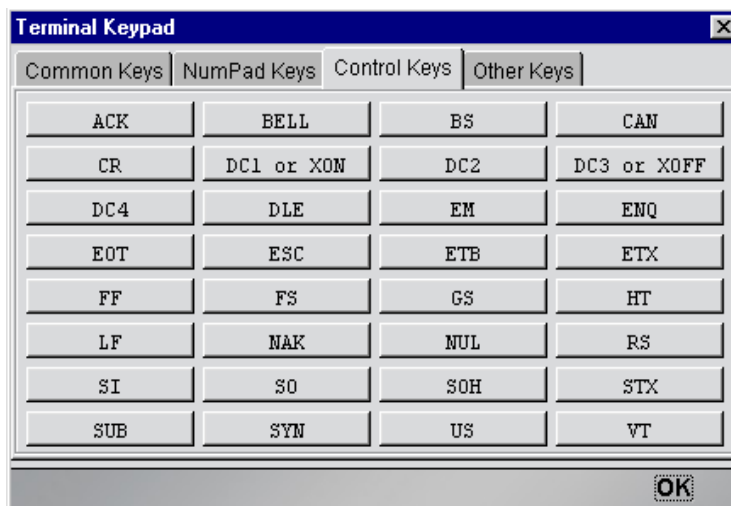 Terminal Keypad
Common Keys NumPad Keys Control Keys Other Keys
ACK BELL BS CAN
CR DC1 or XON DC2 DC3 or XOFF
DC4 DLE EM ENQ
EOT ESC ETB ETX
FF FS GS HT
LF NAK NUL RS
SI SO SOH STX
SUB SYN US VT
OK